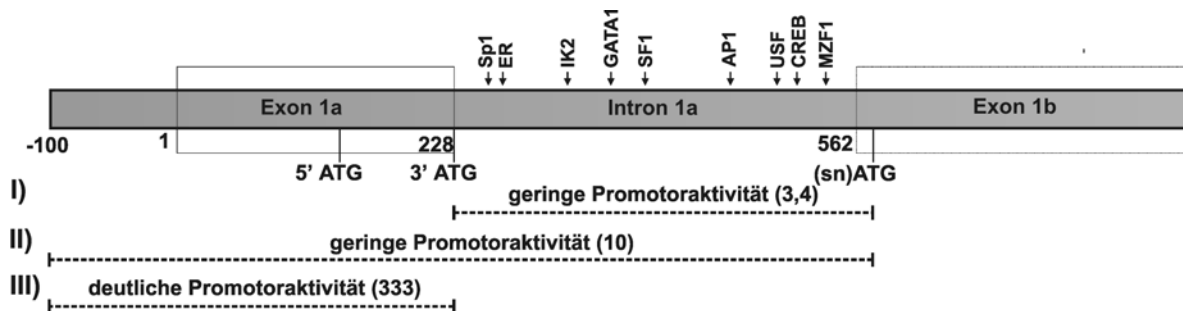 Sp1 ER IK2 GATA1 SF1 AP1 USF CREB MZF1
Exon 1a Intron 1a Exon 1b
-100 1 228 562
5' ATG 3' ATG (sn)ATG
I) geringe Promotoraktivität (3,4)
II) geringe Promotoraktivität (10)
III) deutliche Promotoraktivität (333)